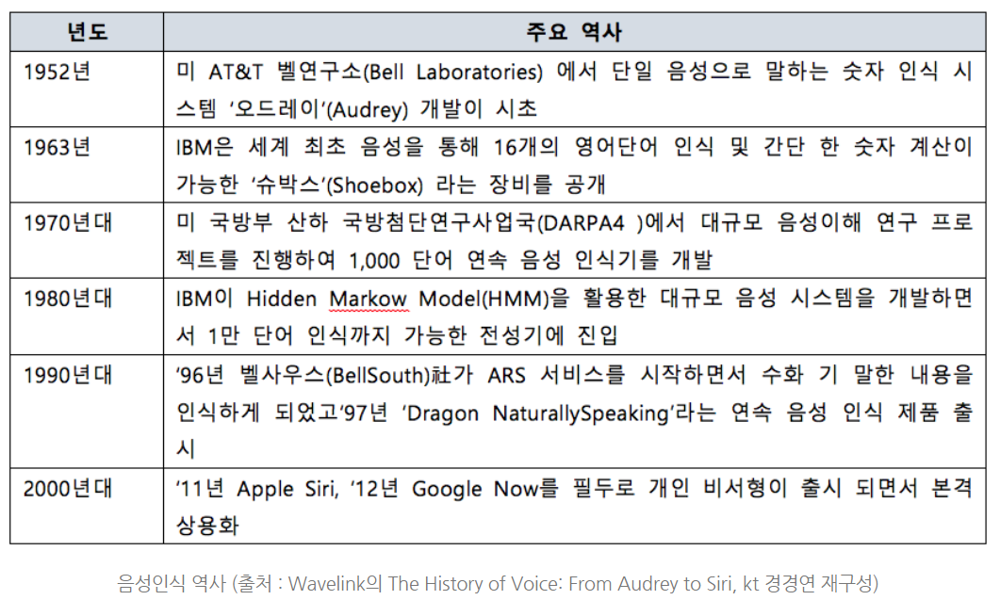 년도 주요 역사
1952년 미 AT&T 벨연구소(Bell Laboratories) 에서 단일 음성으로 말하는 숫자 인식 시
스템 ‘오드레이’(Audrey) 개발이 시초
1963년 IBM은 세계 최초 음성을 통해 16개의 영어단어 인식 및 간단 한 숫자 계산이
가능한 ‘슈박스’(Shoebox) 라는 장비를 공개
1970년대 미 국방부 산하 국방첨단연구사업국(DARPA4 )에서 대규모 음성이해 연구 프로
젝트를 진행하여 1,000 단어 연속 음성 인식기를 개발
1980년대 IBM이 Hidden Markow Model(HMM)을 활용한 대규모 음성 시스템을 개발하면
서 1만 단어 인식까지 가능한 전성기에 진입
1990년대 ‘96년 벨사우스(BellSouth)社가 ARS 서비스를 시작하면서 수화 기 말한 내용을
인식하게 되었고‘97년 ‘Dragon NaturallySpeaking’라는 연속 음성 인식 제품 출
시
2000년대 ‘11년 Apple Siri, ‘12년 Google Now를 필두로 개인 비서형이 출시 되면서 본격
상용화
음성인식 역사 (출처 : Wavelink의 The History of Voice: From Audrey to Siri, kt 경경연 재구성)